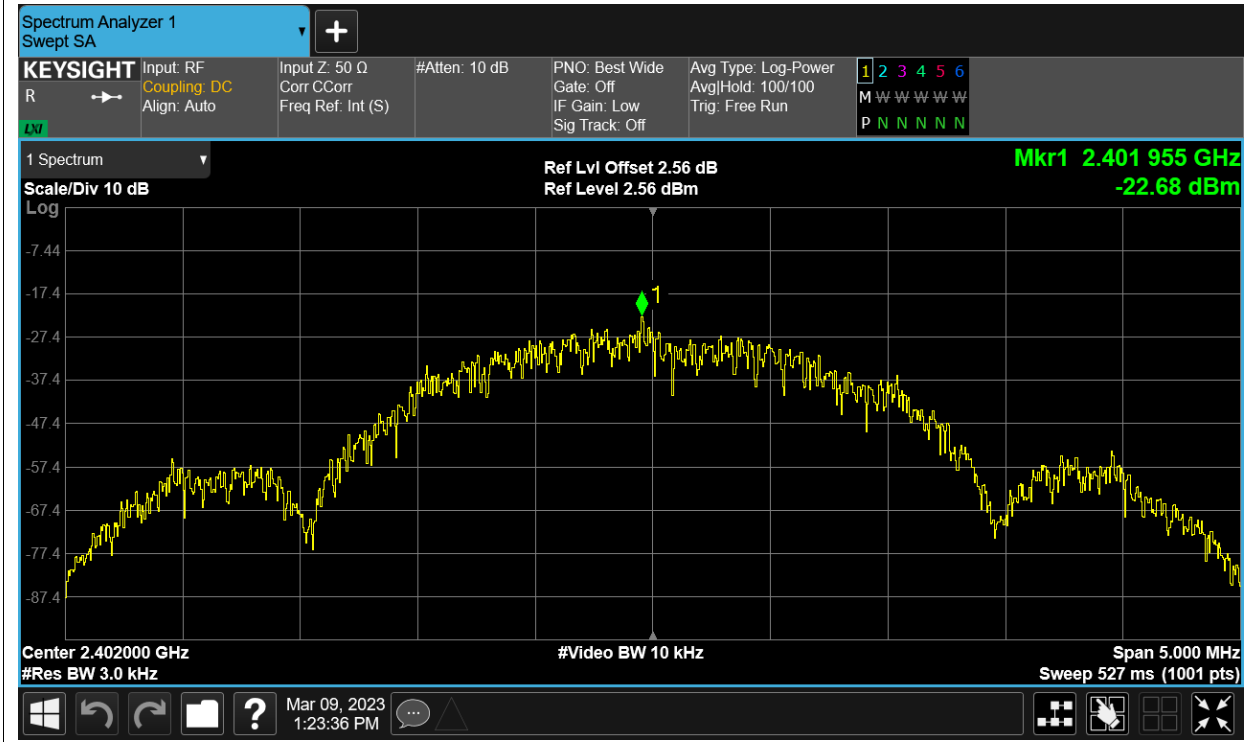 Spectrum Analyzer 1
Swept SA
KEYSIGHT
R
LXI
Input: RF
Coupling: DC
Align: Auto
Input Z: 50 Ω
Corr CCorr
Freq Ref: Int (S)
#Atten: 10 dB
PNO: Best Wide
Gate: Off
IF Gain: Low
Sig Track: Off
Avg Type: Log-Power
Avg|Hold: 100/100
Trig: Free Run
1 2 3 4 5 6
M W W W W W
P N N N N N
1 Spectrum
Scale/Div 10 dB
Log
Ref Lvl Offset 2.56 dB
Ref Level 2.56 dBm
Mkr1 2.401 955 GHz
-22.68 dBm
-7.44
-17.4
-27.4
-37.4
-47.4
-57.4
-67.4
-77.4
-87.4
1
Center 2.402000 GHz
#Res BW 3.0 kHz
#Video BW 10 kHz
Span 5.000 MHz
Sweep 527 ms (1001 pts)
?
Mar 09, 2023
1:23:36 PM